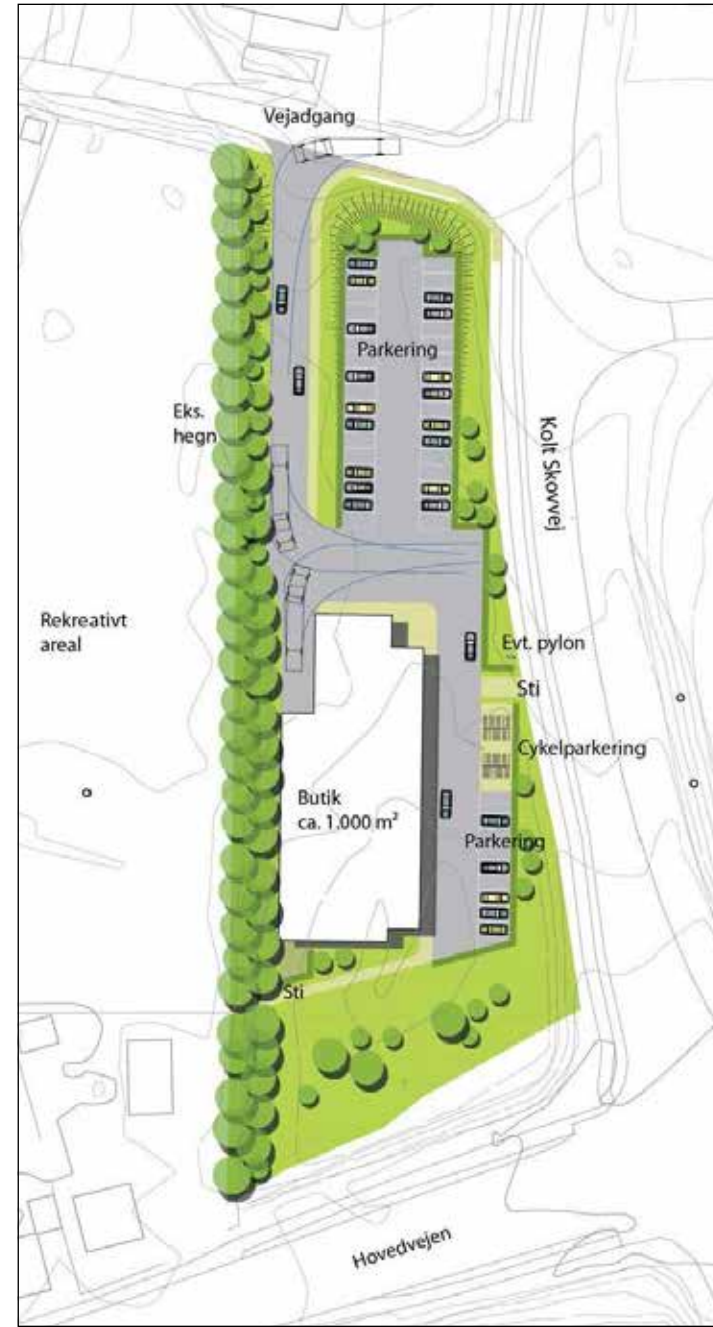 Vejadgang
Parkering
Eks.
hegn
Kolt Skovvej
Rekreativt
areal
Evt. pylon
Sti
Cykelparkering
Butik
ca. 1.000 m²
Parkering
Sti
Hovedvejen